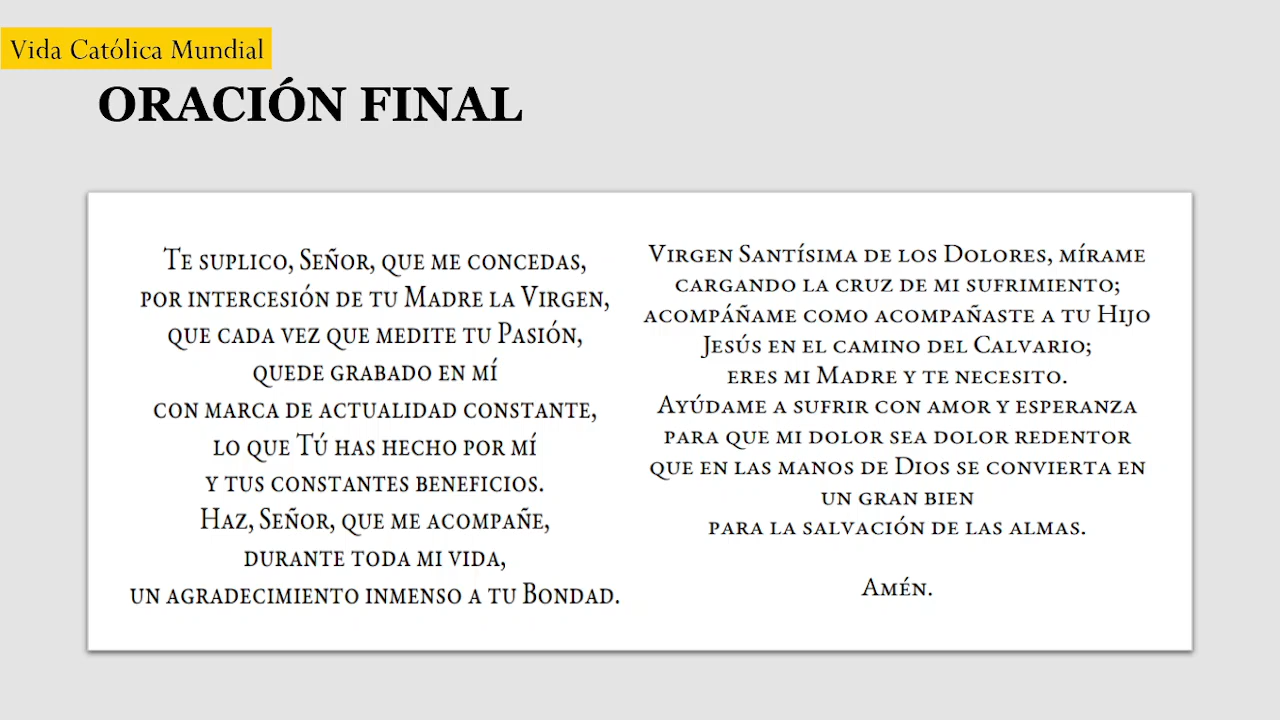 Vida Católica Mundial
ORACIÓN FINAL
Te suplico, Señor, que me concedas,
por intercesión de tu Madre la Virgen,
que cada vez que medite tu Pasión,
quede grabado en mí
con marca de actualidad constante,
lo que Tú has hecho por mí
y tus constantes beneficios.
Haz, Señor, que me acompañe,
durante toda mi vida,
un agradecimiento inmenso a tu Bondad.
Virgen Santísima de los Dolores, mírame
cargando la cruz de mi sufrimiento;
acompáñame como acompañaste a tu Hijo
Jesús en el camino del Calvario;
eres mi Madre y te necesito.
Ayúdame a sufrir con amor y esperanza
para que mi dolor sea dolor redentor
que en las manos de Dios se convierta en
un gran bien
para la salvación de las almas.
Amén.